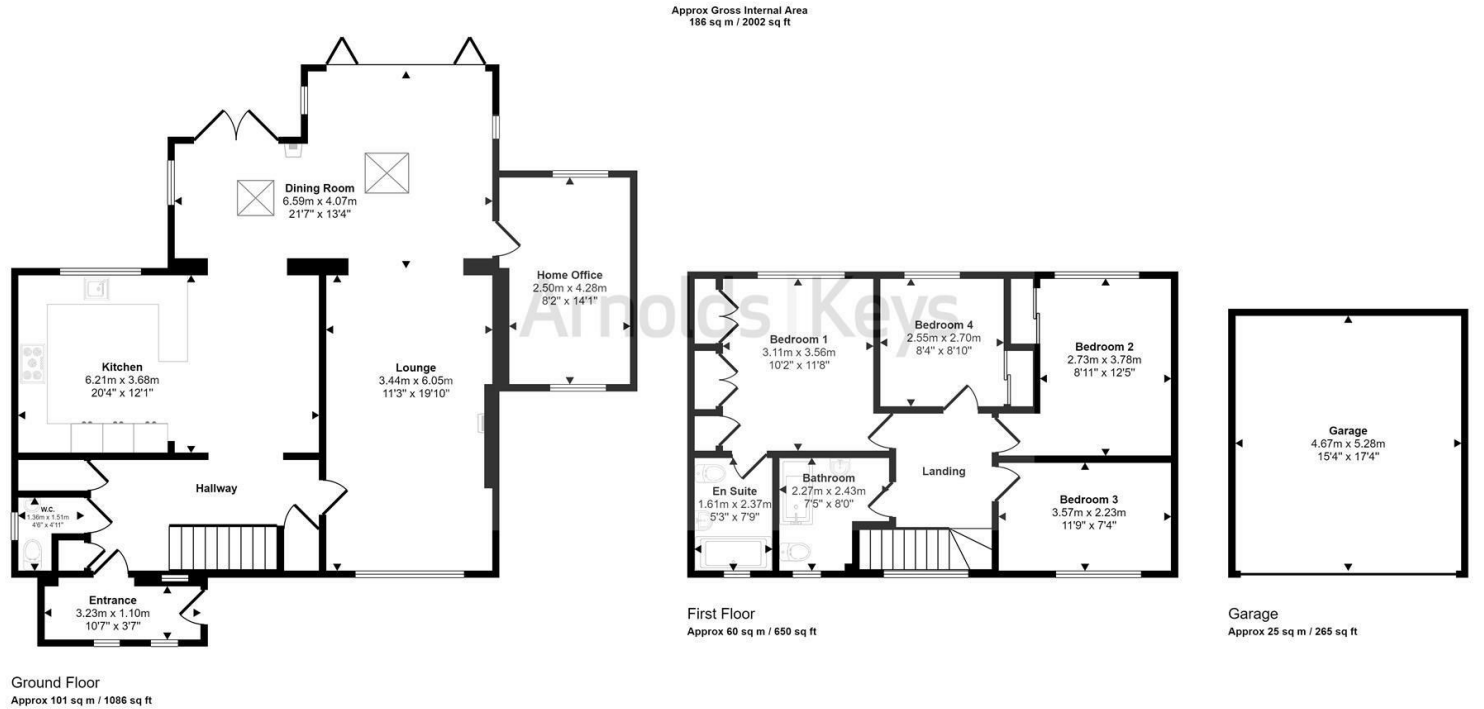 Approx Gross Internal Area
186 sq m / 2002 sq ft
Dining Room
6.59m x 4.07m
21'7" x 13'4"
Home Office
2.50m x 4.28m
8'2" x 14'1"
Kitchen
6.21m x 3.68m
20'4" x 12'1"
Lounge
3.44m x 6.05m
11'3" x 19'10"
Hallway
W.C.
1.36m x 1.51m
4'6" x 4'11"
Entrance
3.23m x 1.10m
10'7" x 3'7"
Ground Floor
Approx 101 sq m / 1086 sq ft
Arnolds | Keys
Bedroom 1
3.11m x 3.56m
10'2" x 11'8"
Bedroom 4
2.55m x 2.70m
8'4" x 8'10"
Bedroom 2
2.73m x 3.78m
8'11" x 12'5"
Landing
En Suite
1.61m x 2.37m
5'3" x 7'9"
Bathroom
2.27m x 2.43m
7'5" x 8'0"
Bedroom 3
3.57m x 2.23m
11'9" x 7'4"
First Floor
Approx 60 sq m / 650 sq ft
Garage
4.67m x 5.28m
15'4" x 17'4"
Garage
Approx 25 sq m / 265 sq ft